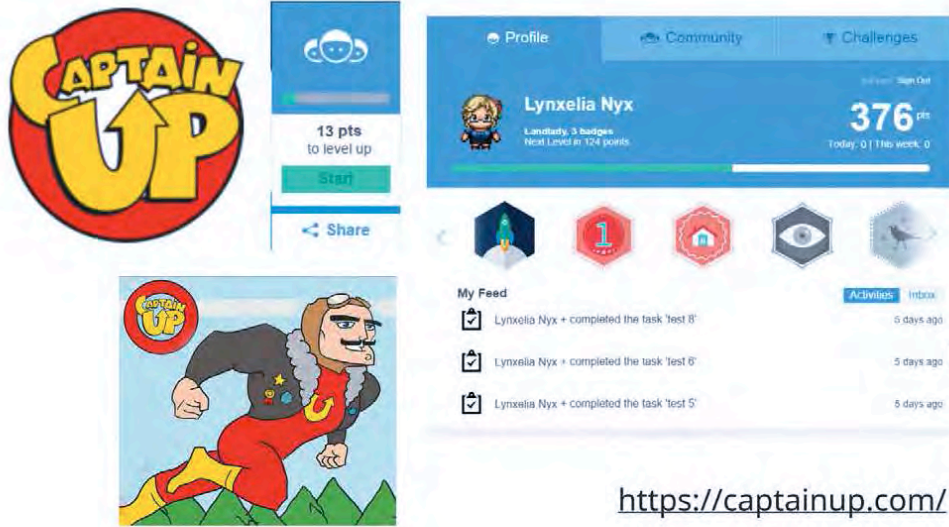 CAPTAIN
UP
13 pts
to level up
Start
Share
Profile
Community
Challenges
Sign Out
Lynxelia Nyx
376 pts
Landlady, 3 badges
Next Level in 124 points
Today: 0 | This week: 0
1
My Feed
Activities
Inbox
Lynxelia Nyx + completed the task 'test 8'
5 days ago
Lynxelia Nyx + completed the task 'test 6'
5 days ago
Lynxelia Nyx + completed the task 'test 5'
5 days ago
CAPTAIN
UP
https://captainup.com/